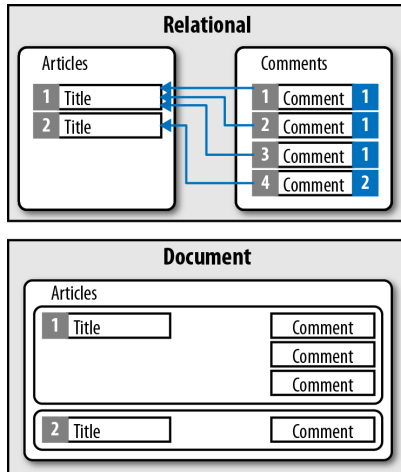 Relational
Articles
Comments
1 Title
2 Title
1 Comment 1
2 Comment 1
3 Comment 1
4 Comment 2
Document
Articles
1 Title
Comment
Comment
Comment
2 Title
Comment